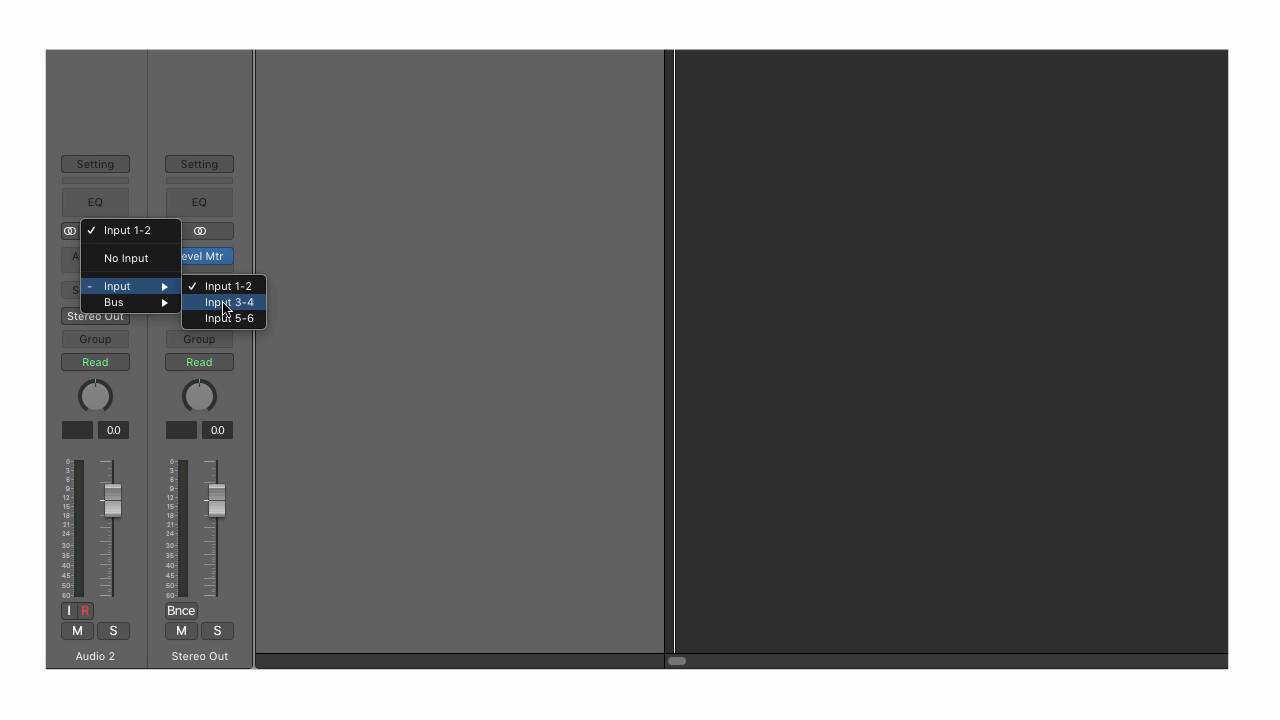 Setting
Setting
EQ
EQ
✓ Input 1-2
No Input
evel Mtr
- Input
✓ Input 1-2
Bus
Input 3-4
Stereo Out
Input 5-6
Group
Group
Read
Read
0.0
0.0
0
3
6
9
12
15
18
21
24
30
35
40
45
50
60
0
3
6
9
12
15
18
21
24
30
35
40
45
50
60
I R
Bnce
M S
M S
Audio 2
Stereo Out